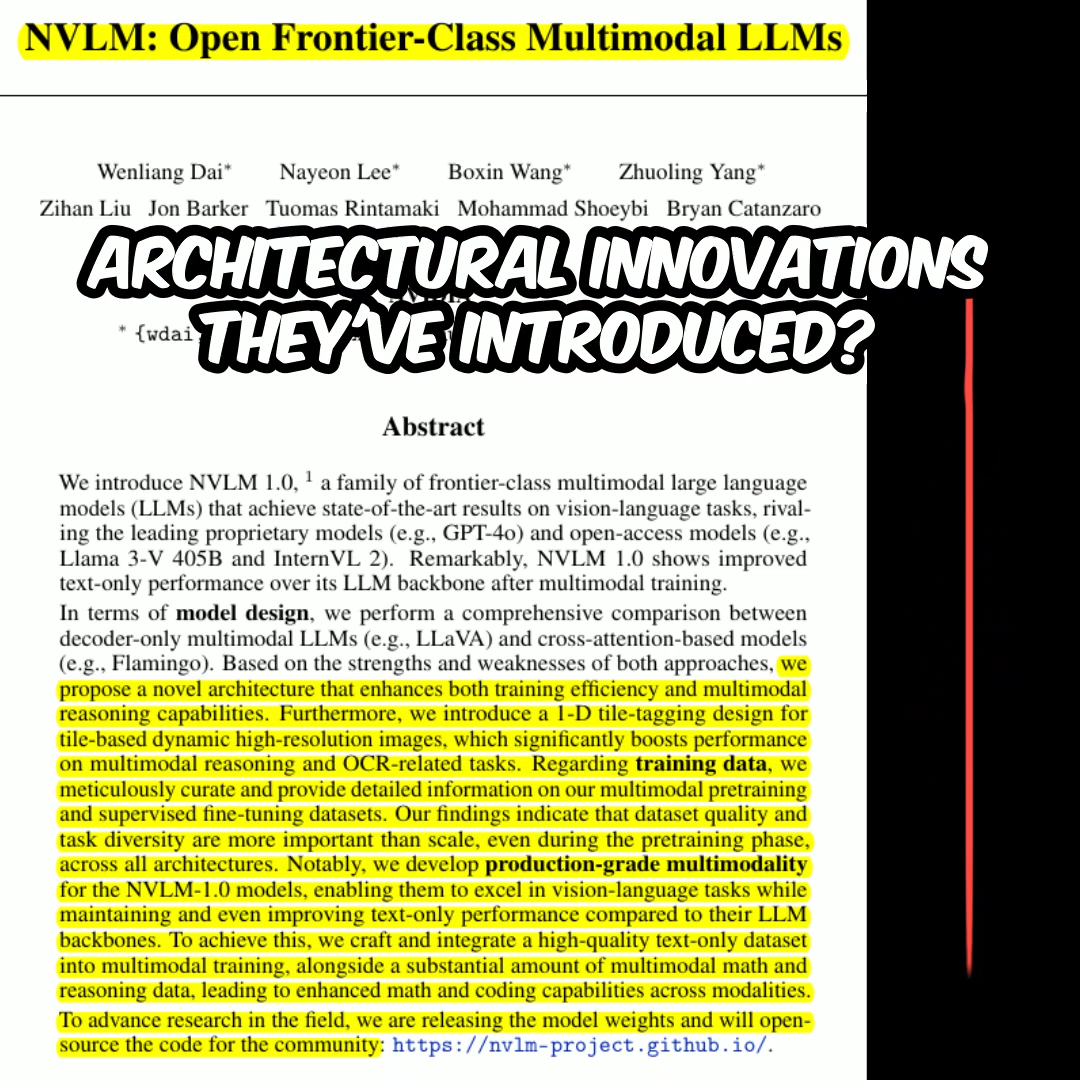 NVLM: Open Frontier-Class Multimodal LLMs
Wenliang Dai* Nayeon Lee* Boxin Wang* Zhuoling Yang*
Zihan Liu Jon Barker Tuomas Rintamaki Mohammad Shoeybi Bryan Catanzaro
ARCHITECTURAL INNOVATIONS
THEY'VE INTRODUCED?
* {wdai
Abstract
We introduce NVLM 1.0, 1 a family of frontier-class multimodal large language
models (LLMs) that achieve state-of-the-art results on vision-language tasks, rival-
ing the leading proprietary models (e.g., GPT-4o) and open-access models (e.g.,
Llama 3-V 405B and InternVL 2). Remarkably, NVLM 1.0 shows improved
text-only performance over its LLM backbone after multimodal training.
In terms of model design, we perform a comprehensive comparison between
decoder-only multimodal LLMs (e.g., LLaVA) and cross-attention-based models
(e.g., Flamingo). Based on the strengths and weaknesses of both approaches, we
propose a novel architecture that enhances both training efficiency and multimodal
reasoning capabilities. Furthermore, we introduce a 1-D tile-tagging design for
tile-based dynamic high-resolution images, which significantly boosts performance
on multimodal reasoning and OCR-related tasks. Regarding training data, we
meticulously curate and provide detailed information on our multimodal pretraining
and supervised fine-tuning datasets. Our findings indicate that dataset quality and
task diversity are more important than scale, even during the pretraining phase,
across all architectures. Notably, we develop production-grade multimodality
for the NVLM-1.0 models, enabling them to excel in vision-language tasks while
maintaining and even improving text-only performance compared to their LLM
backbones. To achieve this, we craft and integrate a high-quality text-only dataset
into multimodal training, alongside a substantial amount of multimodal math and
reasoning data, leading to enhanced math and coding capabilities across modalities.
To advance research in the field, we are releasing the model weights and will open-
source the code for the community: https://nvlm-project.github.io/.